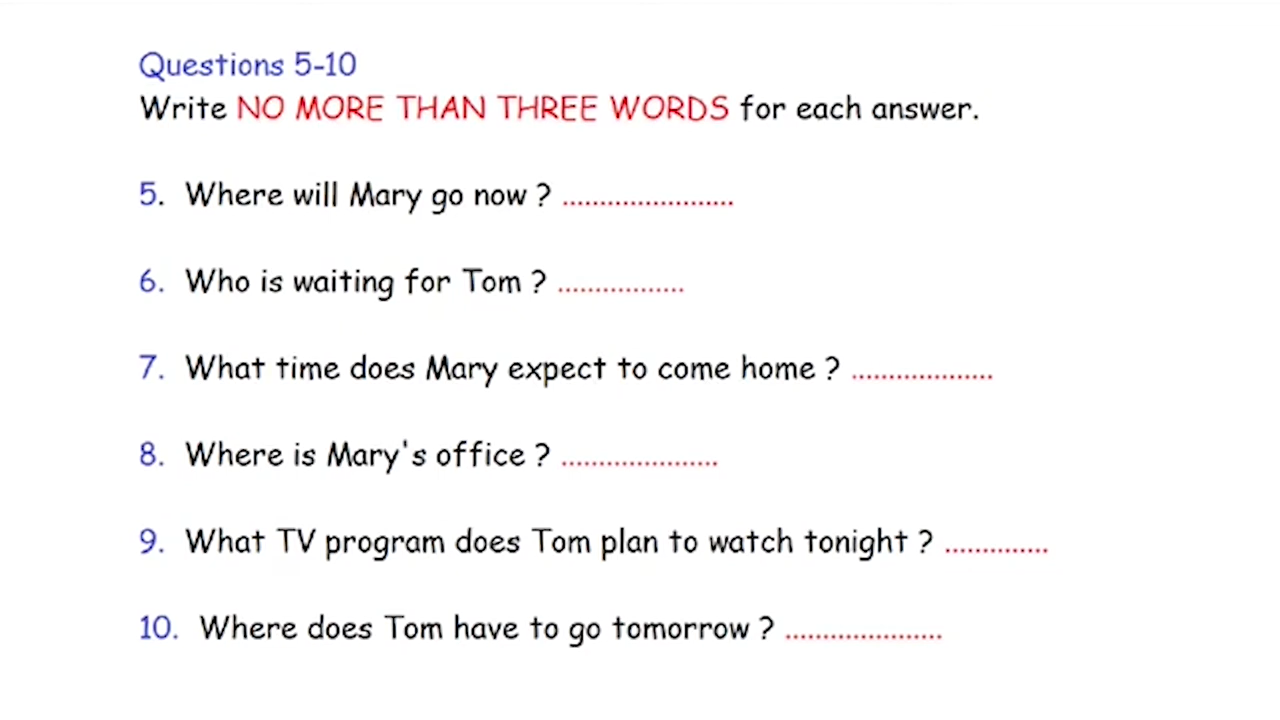 Questions 5-10
Write NO MORE THAN THREE WORDS for each answer.
5. Where will Mary go now ? .......................
6. Who is waiting for Tom ? .................
7. What time does Mary expect to come home ? ...................
8. Where is Mary's office ? .....................
9. What TV program does Tom plan to watch tonight ? ..............
10. Where does Tom have to go tomorrow ? .....................